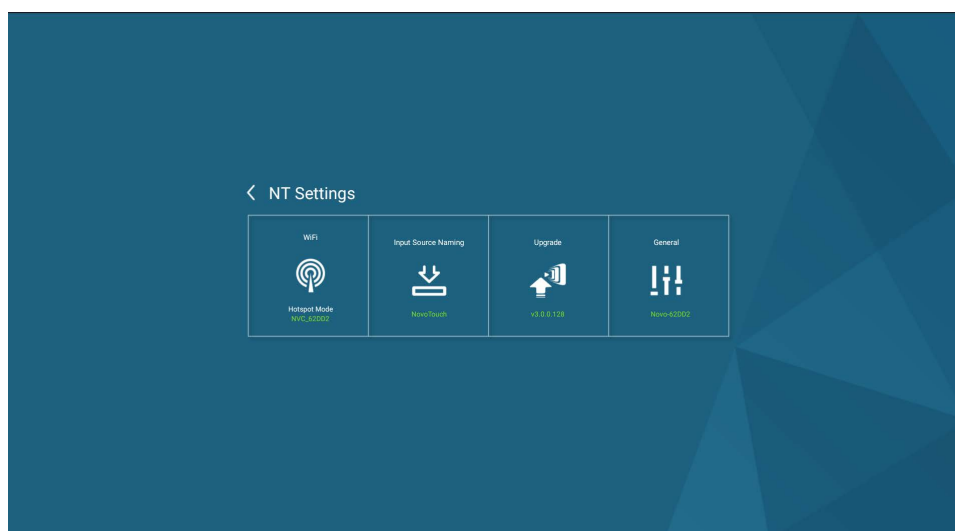 NT Settings
WiFi
Hotspot Mode
NVC_62DD2
Input Source Naming
NovoTouch
Upgrade
v3.0.0.128
General
Novo-62DD2